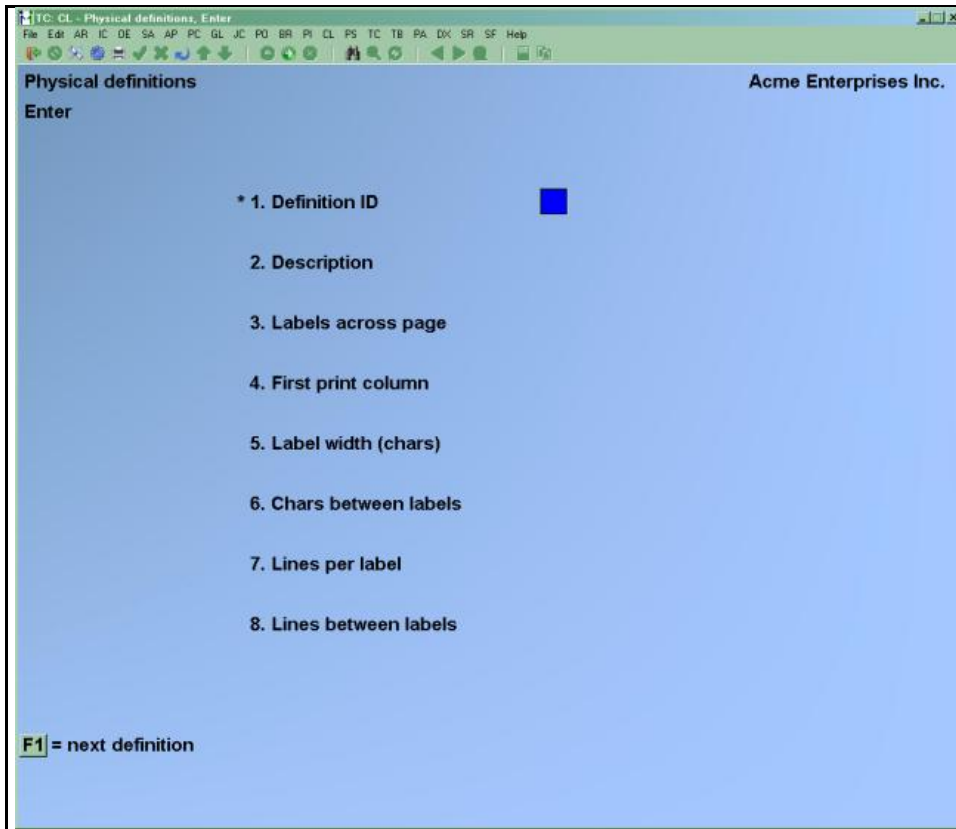 TC: CL - Physical definitions, Enter
File Edit AR IC OE SA AP PC GL JC PO BR PI CL PS TC TB PA DX SR SF Help
Physical definitions Acme Enterprises Inc.
Enter
* 1. Definition ID
2. Description
3. Labels across page
4. First print column
5. Label width (chars)
6. Chars between labels
7. Lines per label
8. Lines between labels
F1 = next definition